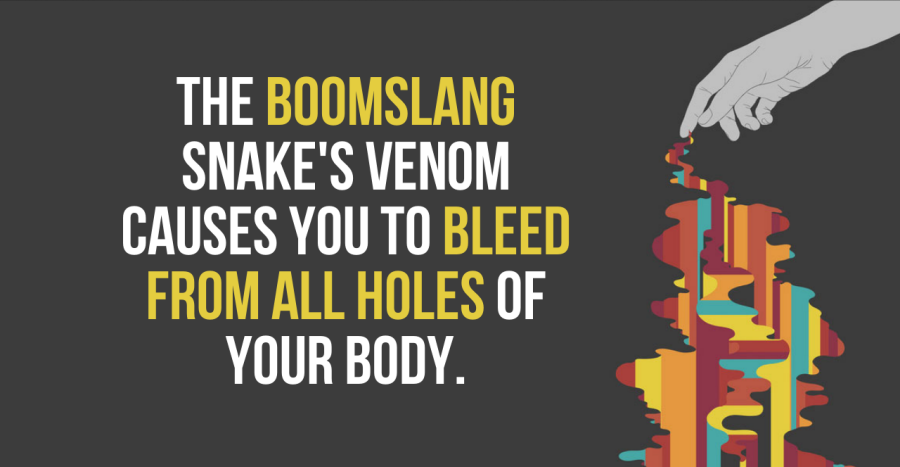 THE BOOMSLANG
SNAKE'S VENOM
CAUSES YOU TO BLEED
FROM ALL HOLES OF
YOUR BODY.